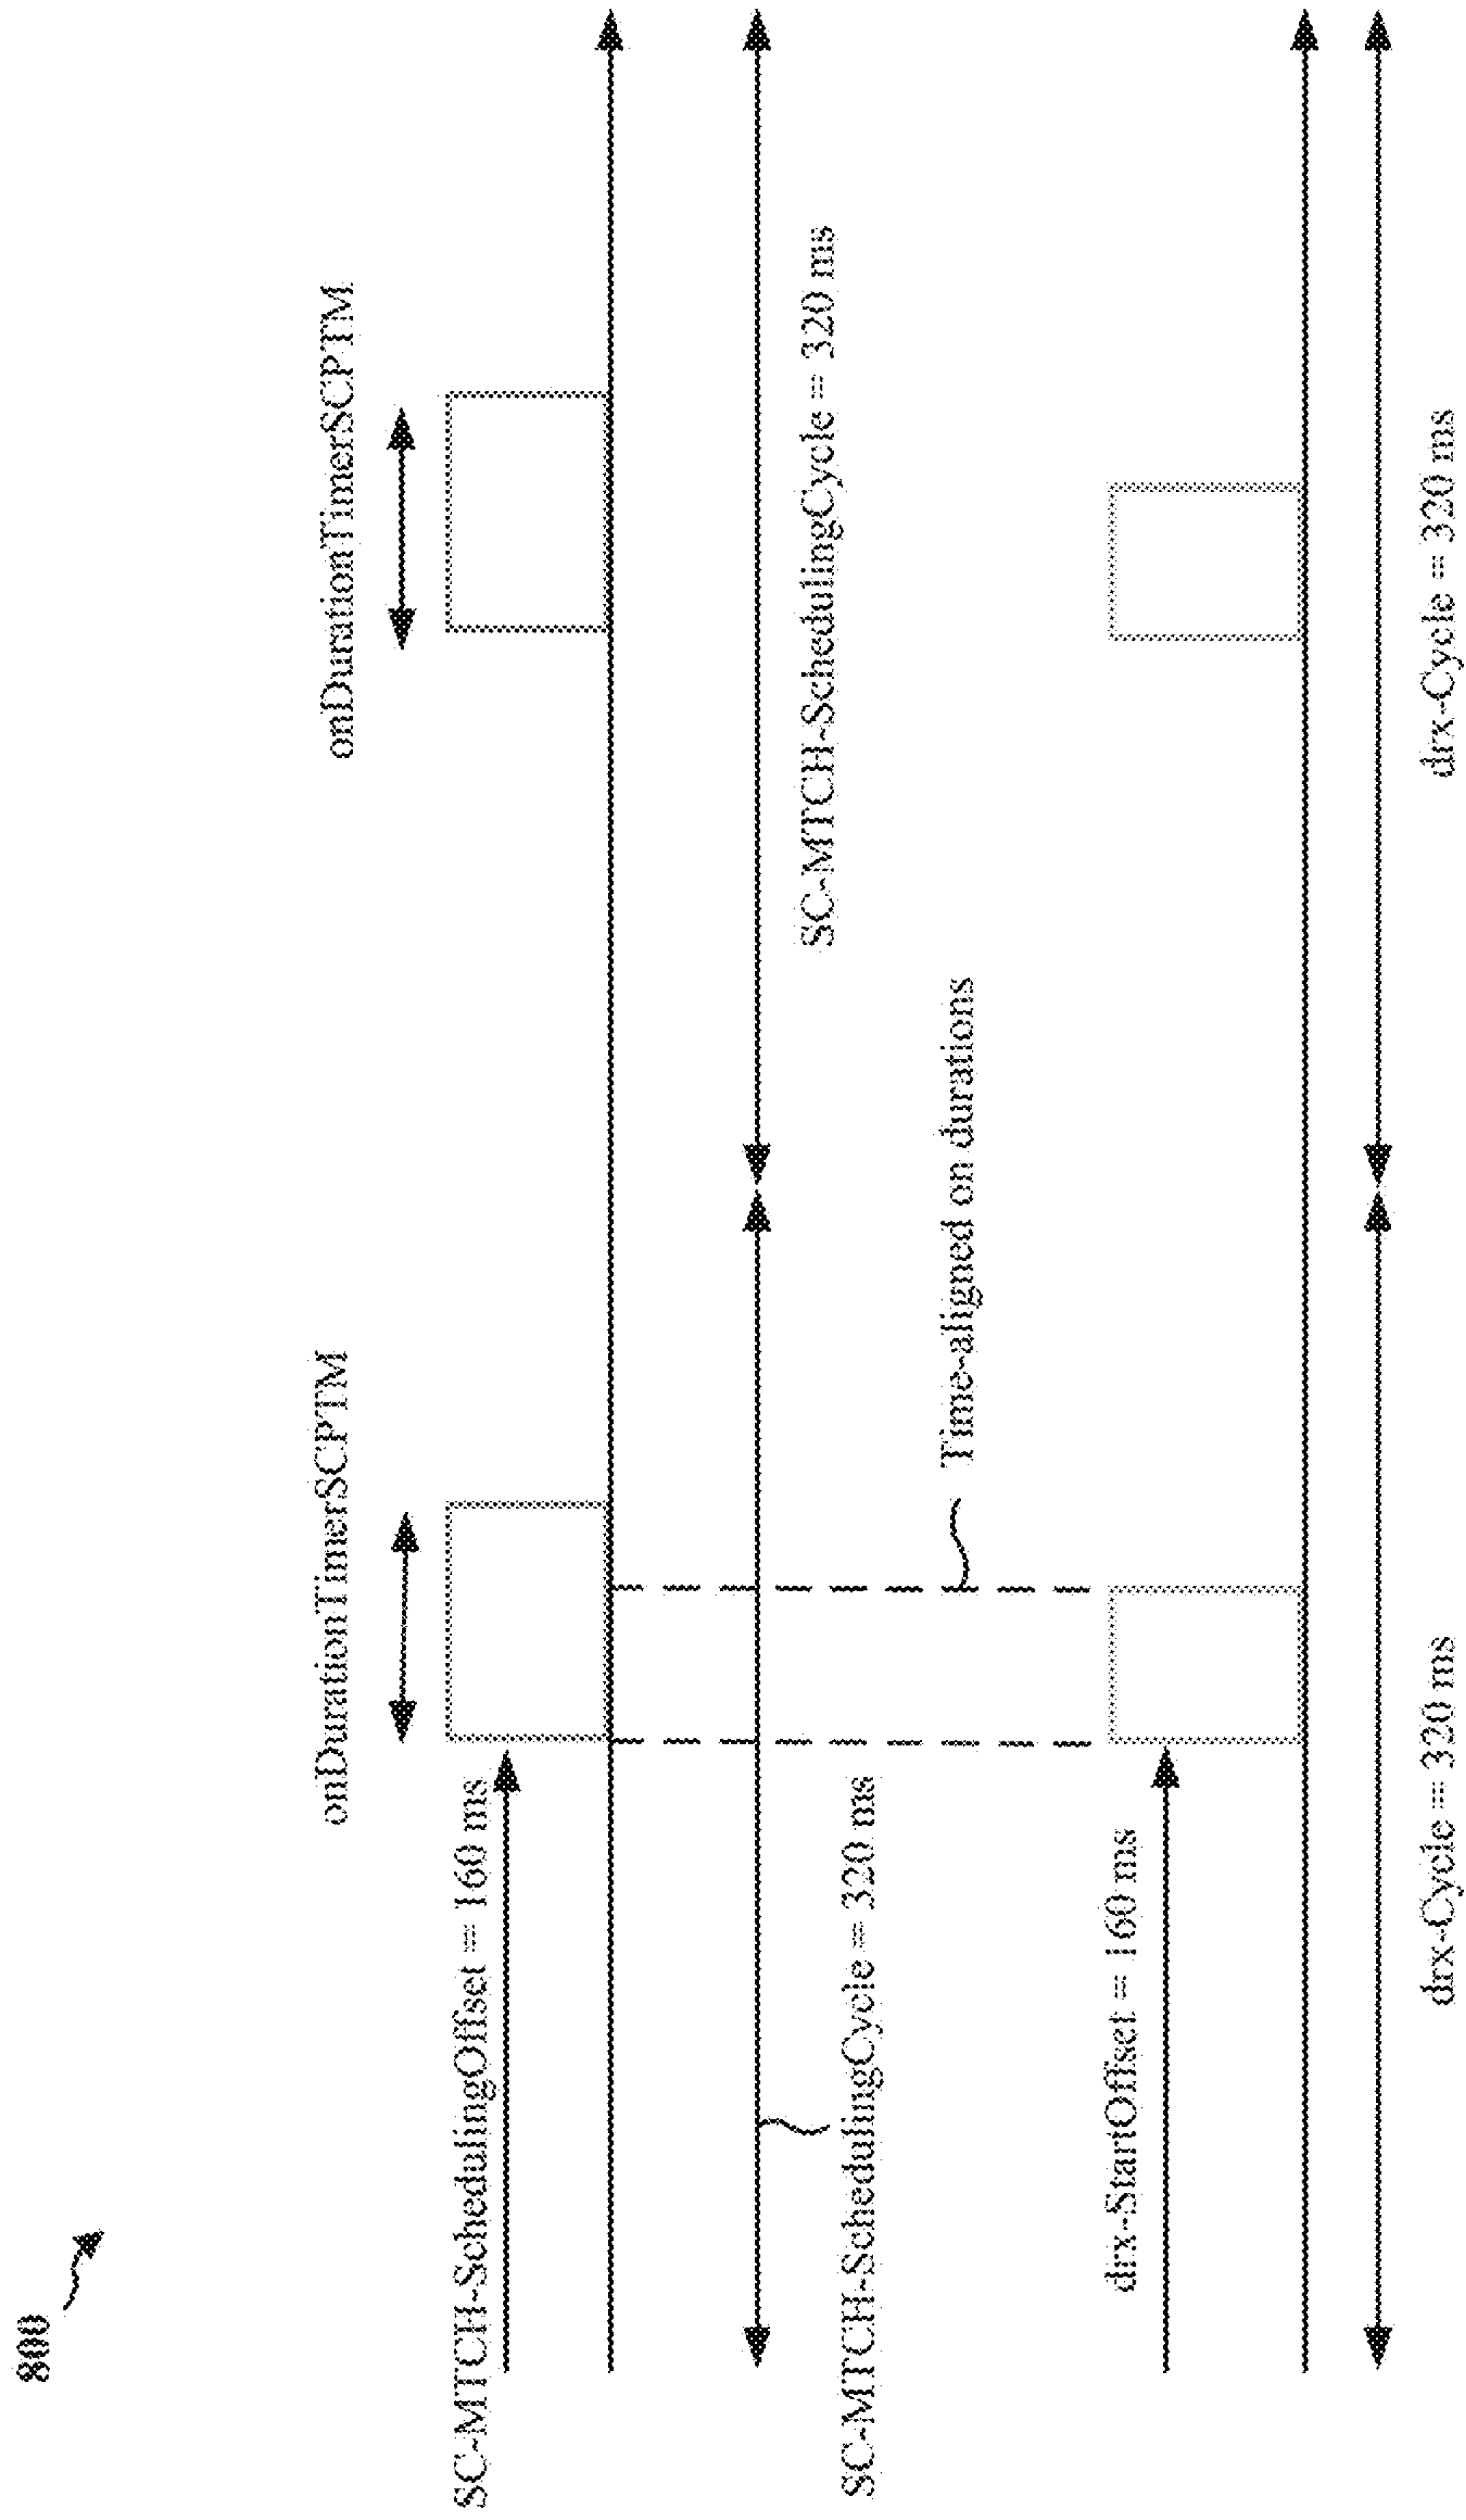 800
onDurationTimerSCPTM
onDurationTimerSCPTM
SC-MTCH-SchedulingOffset = 160 ms
SC-MTCH-SchedulingCycle = 320 ms
SC-MTCH-SchedulingCycle = 320 ms
Time-aligned on durations
drx-StartOffset = 160 ms
drx-Cycle = 320 ms
drx-Cycle = 320 ms